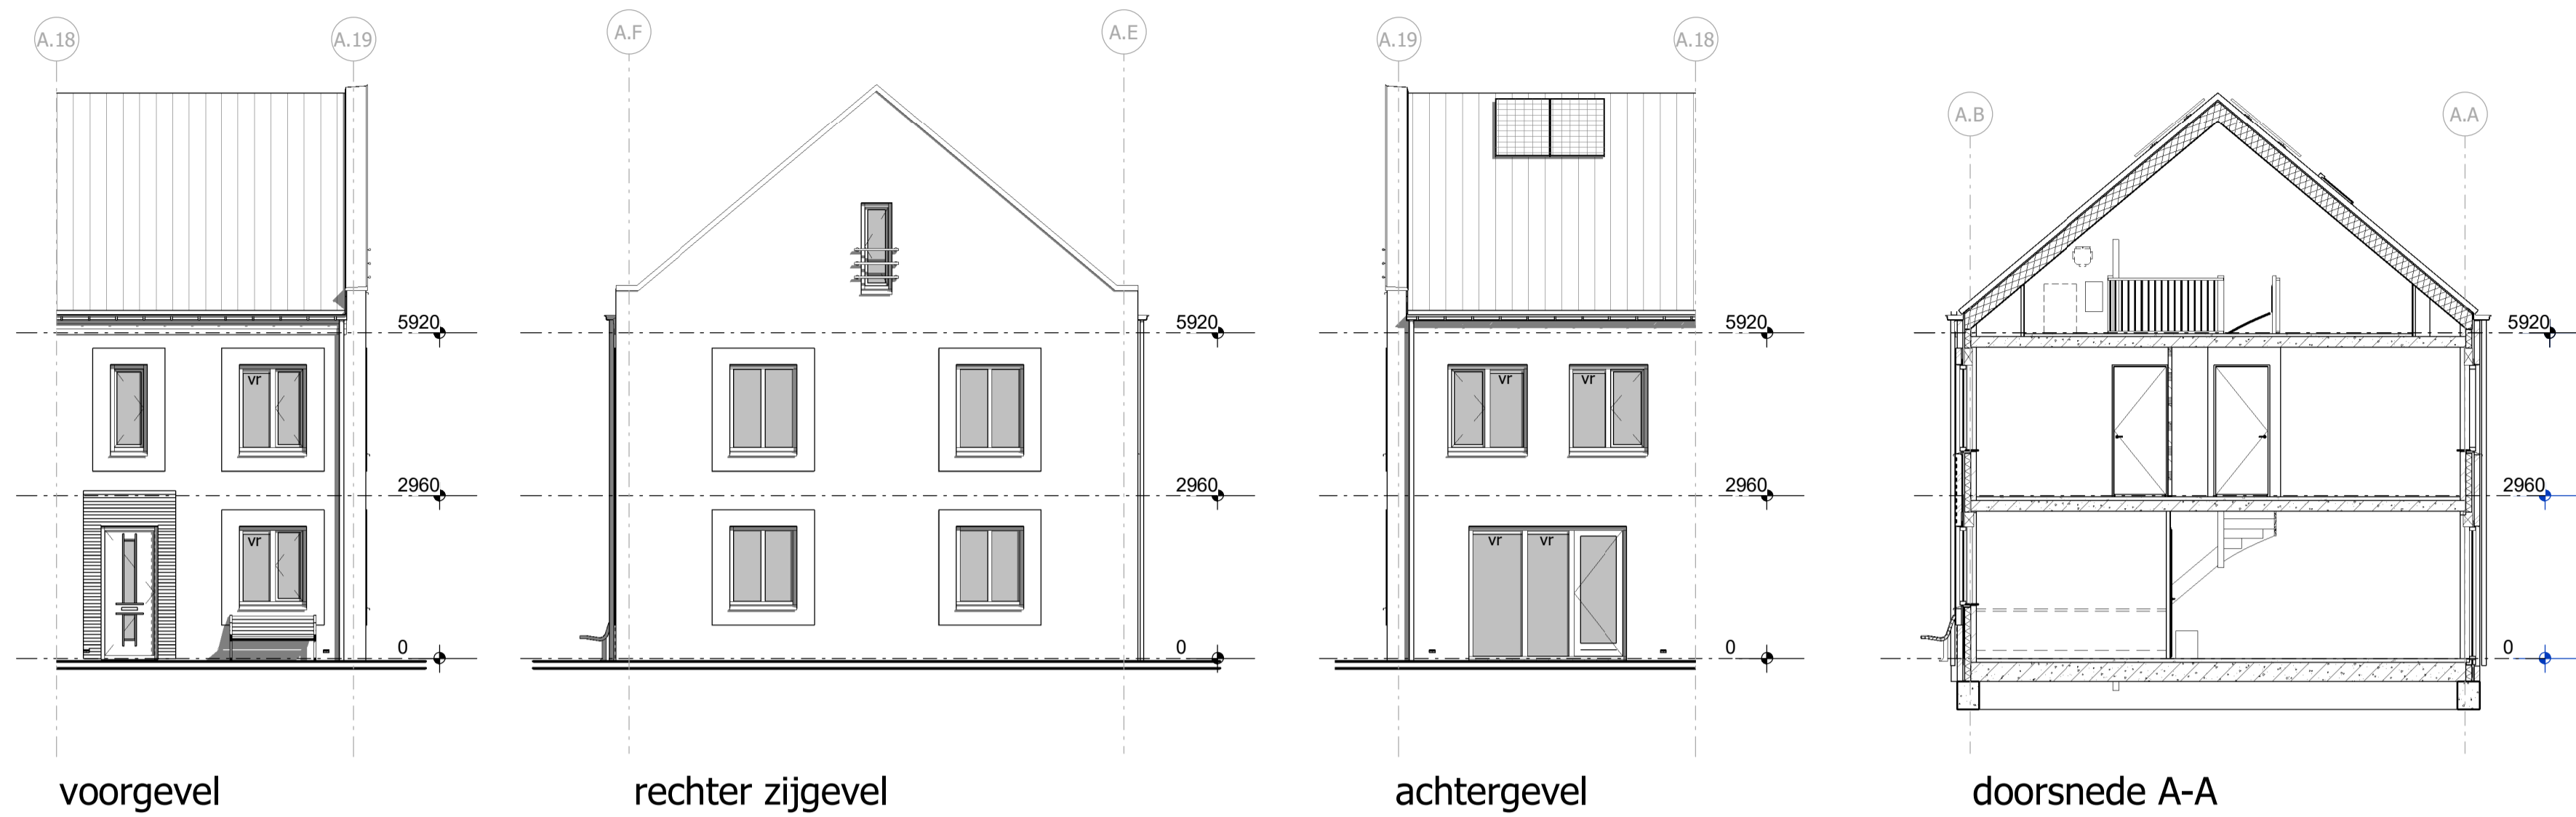 A.18
A.19
A.F
A.E
A.19
A.18
A.B
A.A
5920
5920
5920
5920
vr
vr
vr
2960
2960
2960
2960
vr
vr
vr
0
0
0
0
voorgevel
rechter zijgevel
achtergevel
doorsnede A-A